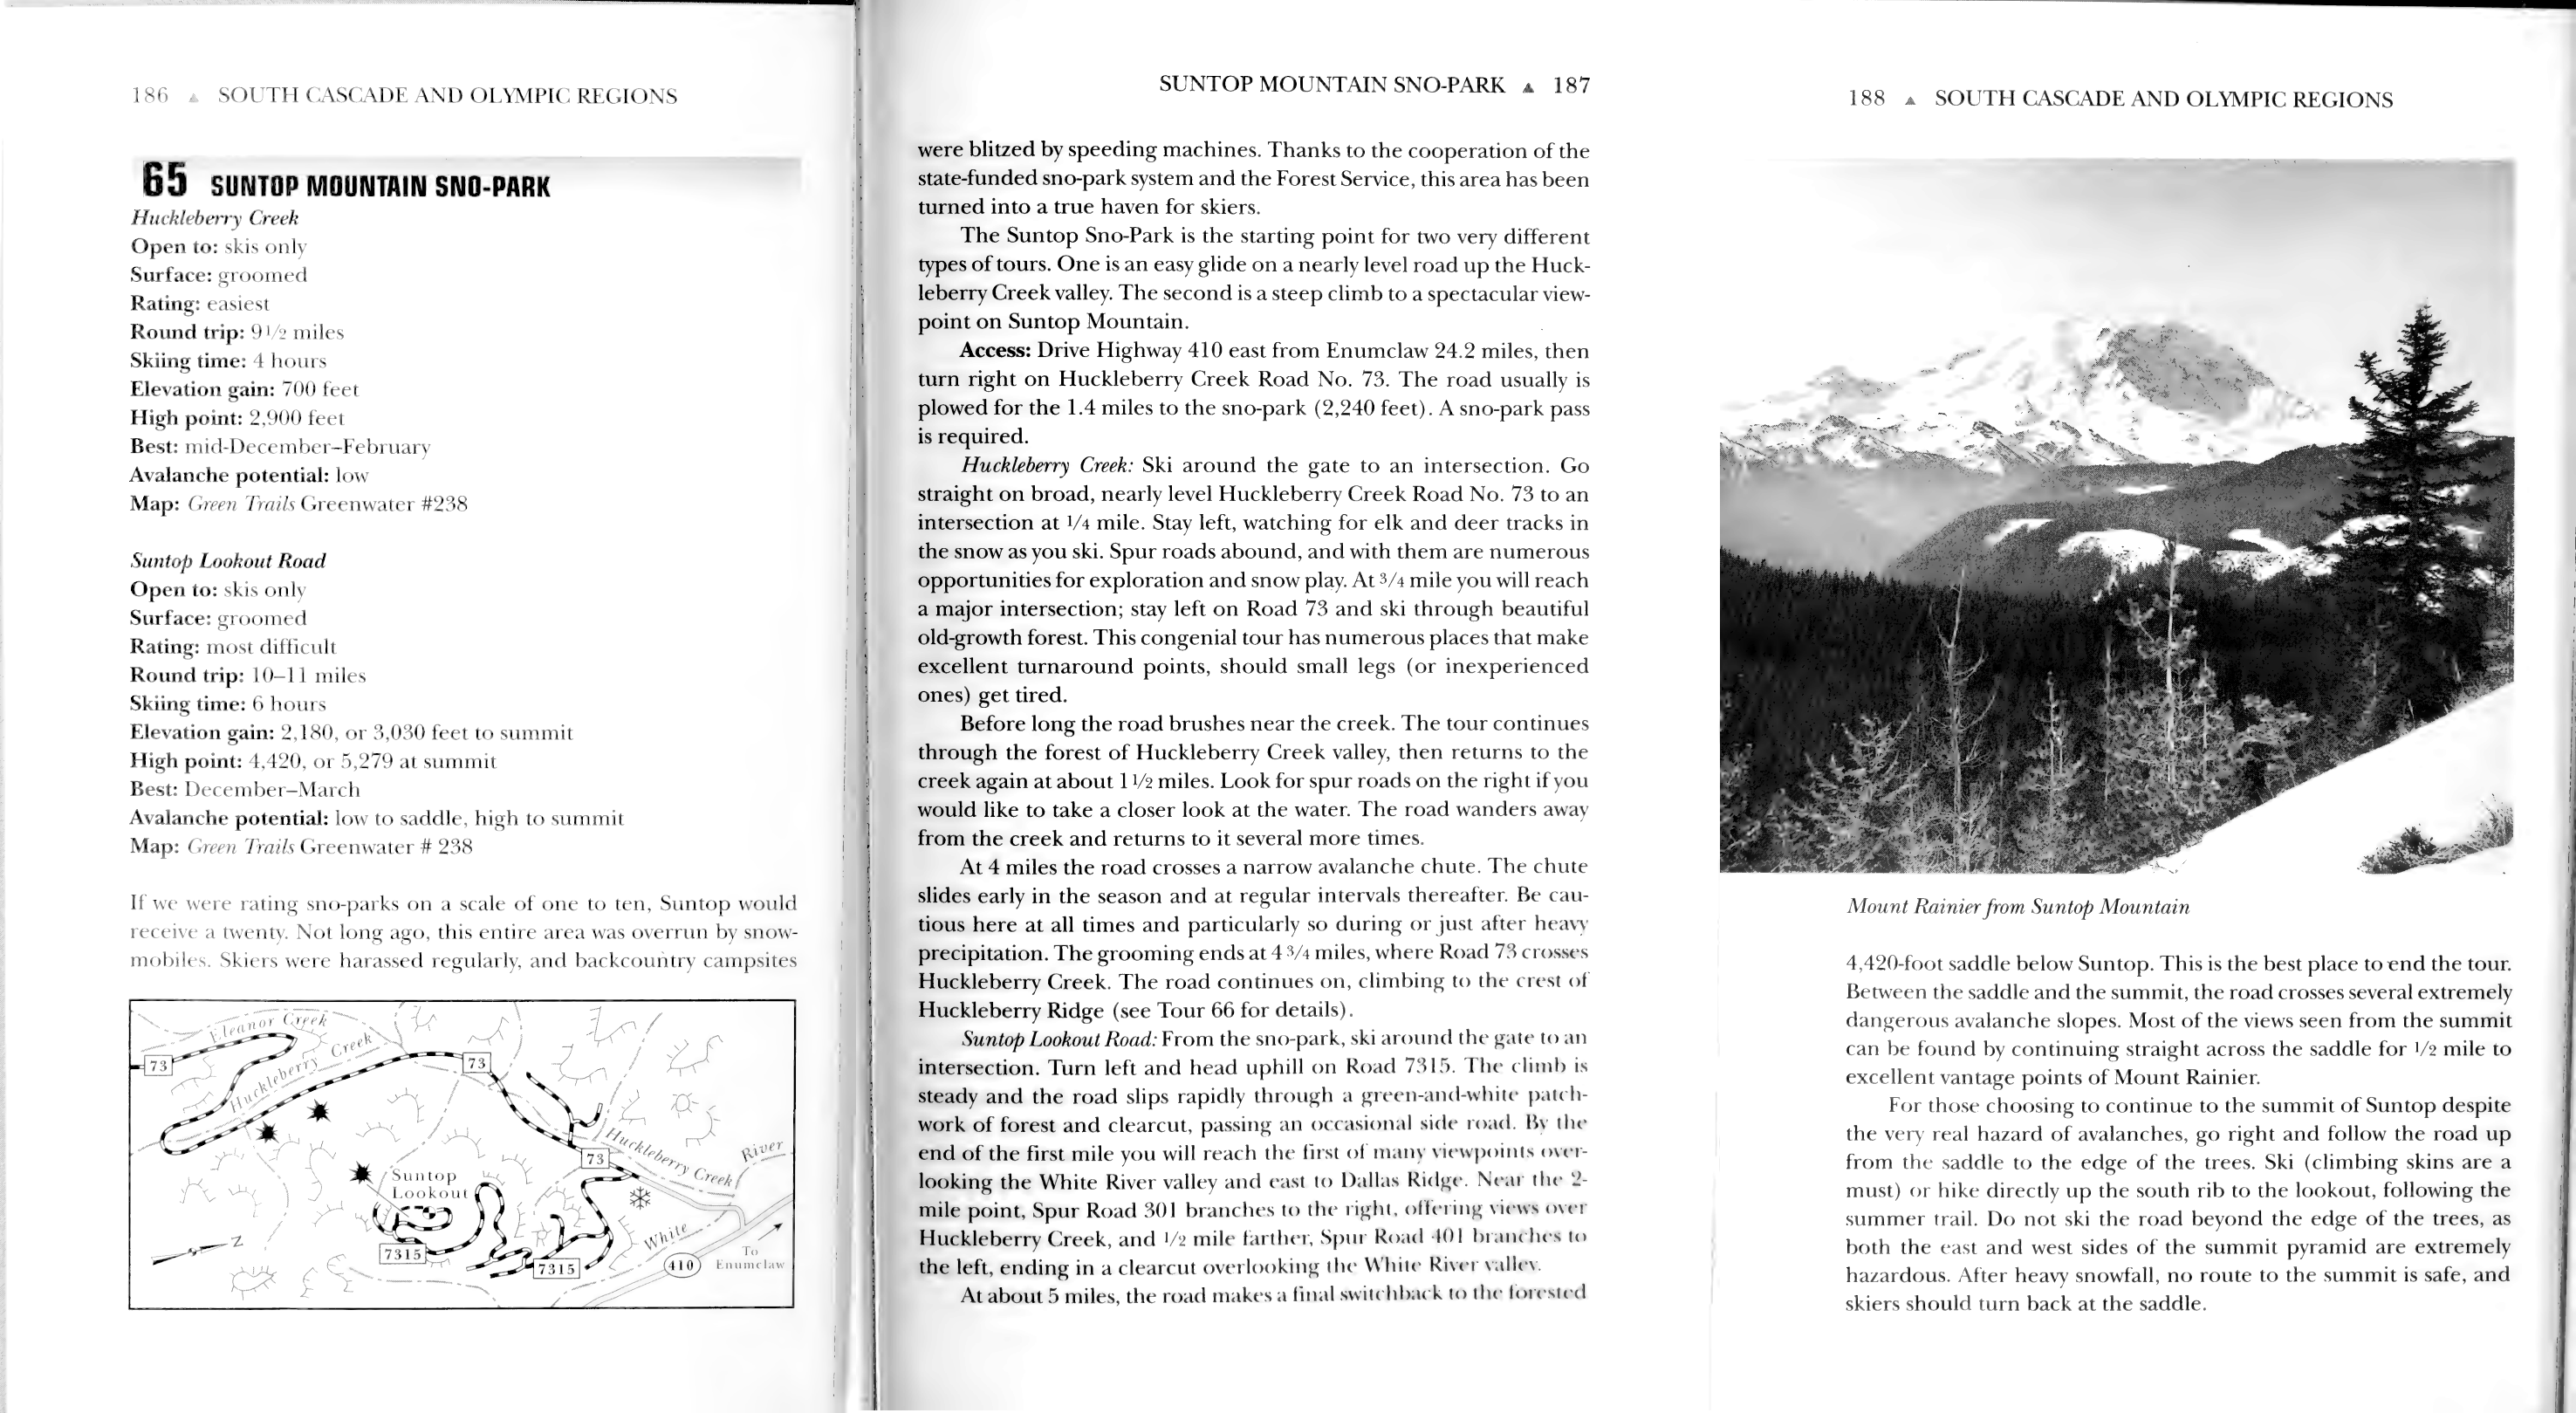 186 ▲ SOUTH CASCADE AND OLYMPIC REGIONS
65 SUNTOP MOUNTAIN SNO-PARK
Huckleberry Creek
Open to: skis only
Surface: groomed
Rating: easiest
Round trip: 9 1/2 miles
Skiing time: 4 hours
Elevation gain: 700 feet
High point: 2,900 feet
Best: mid-December–February
Avalanche potential: low
Map: Green Trails Greenwater #238
Suntop Lookout Road
Open to: skis only
Surface: groomed
Rating: most difficult
Round trip: 10–11 miles
Skiing time: 6 hours
Elevation gain: 2,180, or 3,030 feet to summit
High point: 4,420, or 5,279 at summit
Best: December–March
Avalanche potential: low to saddle, high to summit
Map: Green Trails Greenwater # 238
If we were rating sno-parks on a scale of one to ten, Suntop would
receive a twenty. Not long ago, this entire area was overrun by snow-
mobiles. Skiers were harassed regularly, and backcountry campsites
Eleanor Creek
73
Huckleberry Creek
73
Huckleberry Creek
River
73
Suntop
Lookout
N
7315
7315
White
410
To
Enumclaw
SUNTOP MOUNTAIN SNO-PARK ▲ 187
were blitzed by speeding machines. Thanks to the cooperation of the
state-funded sno-park system and the Forest Service, this area has been
turned into a true haven for skiers.
The Suntop Sno-Park is the starting point for two very different
types of tours. One is an easy glide on a nearly level road up the Huck-
leberry Creek valley. The second is a steep climb to a spectacular view-
point on Suntop Mountain.
Access: Drive Highway 410 east from Enumclaw 24.2 miles, then
turn right on Huckleberry Creek Road No. 73. The road usually is
plowed for the 1.4 miles to the sno-park (2,240 feet). A sno-park pass
is required.
Huckleberry Creek: Ski around the gate to an intersection. Go
straight on broad, nearly level Huckleberry Creek Road No. 73 to an
intersection at 1/4 mile. Stay left, watching for elk and deer tracks in
the snow as you ski. Spur roads abound, and with them are numerous
opportunities for exploration and snow play. At 3/4 mile you will reach
a major intersection; stay left on Road 73 and ski through beautiful
old-growth forest. This congenial tour has numerous places that make
excellent turnaround points, should small legs (or inexperienced
ones) get tired.
Before long the road brushes near the creek. The tour continues
through the forest of Huckleberry Creek valley, then returns to the
creek again at about 1 1/2 miles. Look for spur roads on the right if you
would like to take a closer look at the water. The road wanders away
from the creek and returns to it several more times.
At 4 miles the road crosses a narrow avalanche chute. The chute
slides early in the season and at regular intervals thereafter. Be cau-
tious here at all times and particularly so during or just after heavy
precipitation. The grooming ends at 4 3/4 miles, where Road 73 crosses
Huckleberry Creek. The road continues on, climbing to the crest of
Huckleberry Ridge (see Tour 66 for details).
Suntop Lookout Road: From the sno-park, ski around the gate to an
intersection. Turn left and head uphill on Road 7315. The climb is
steady and the road slips rapidly through a green-and-white patch-
work of forest and clearcut, passing an occasional side road. By the
end of the first mile you will reach the first of many viewpoints over-
looking the White River valley and east to Dallas Ridge. Near the 2-
mile point, Spur Road 301 branches to the right, offering views over
Huckleberry Creek, and 1/2 mile farther, Spur Road 401 branches to
the left, ending in a clearcut overlooking the White River valley.
At about 5 miles, the road makes a final switchback to the forested
188 ▲ SOUTH CASCADE AND OLYMPIC REGIONS
Mount Rainier from Suntop Mountain
4,420-foot saddle below Suntop. This is the best place to end the tour.
Between the saddle and the summit, the road crosses several extremely
dangerous avalanche slopes. Most of the views seen from the summit
can be found by continuing straight across the saddle for 1/2 mile to
excellent vantage points of Mount Rainier.
For those choosing to continue to the summit of Suntop despite
the very real hazard of avalanches, go right and follow the road up
from the saddle to the edge of the trees. Ski (climbing skins are a
must) or hike directly up the south rib to the lookout, following the
summer trail. Do not ski the road beyond the edge of the trees, as
both the east and west sides of the summit pyramid are extremely
hazardous. After heavy snowfall, no route to the summit is safe, and
skiers should turn back at the saddle.